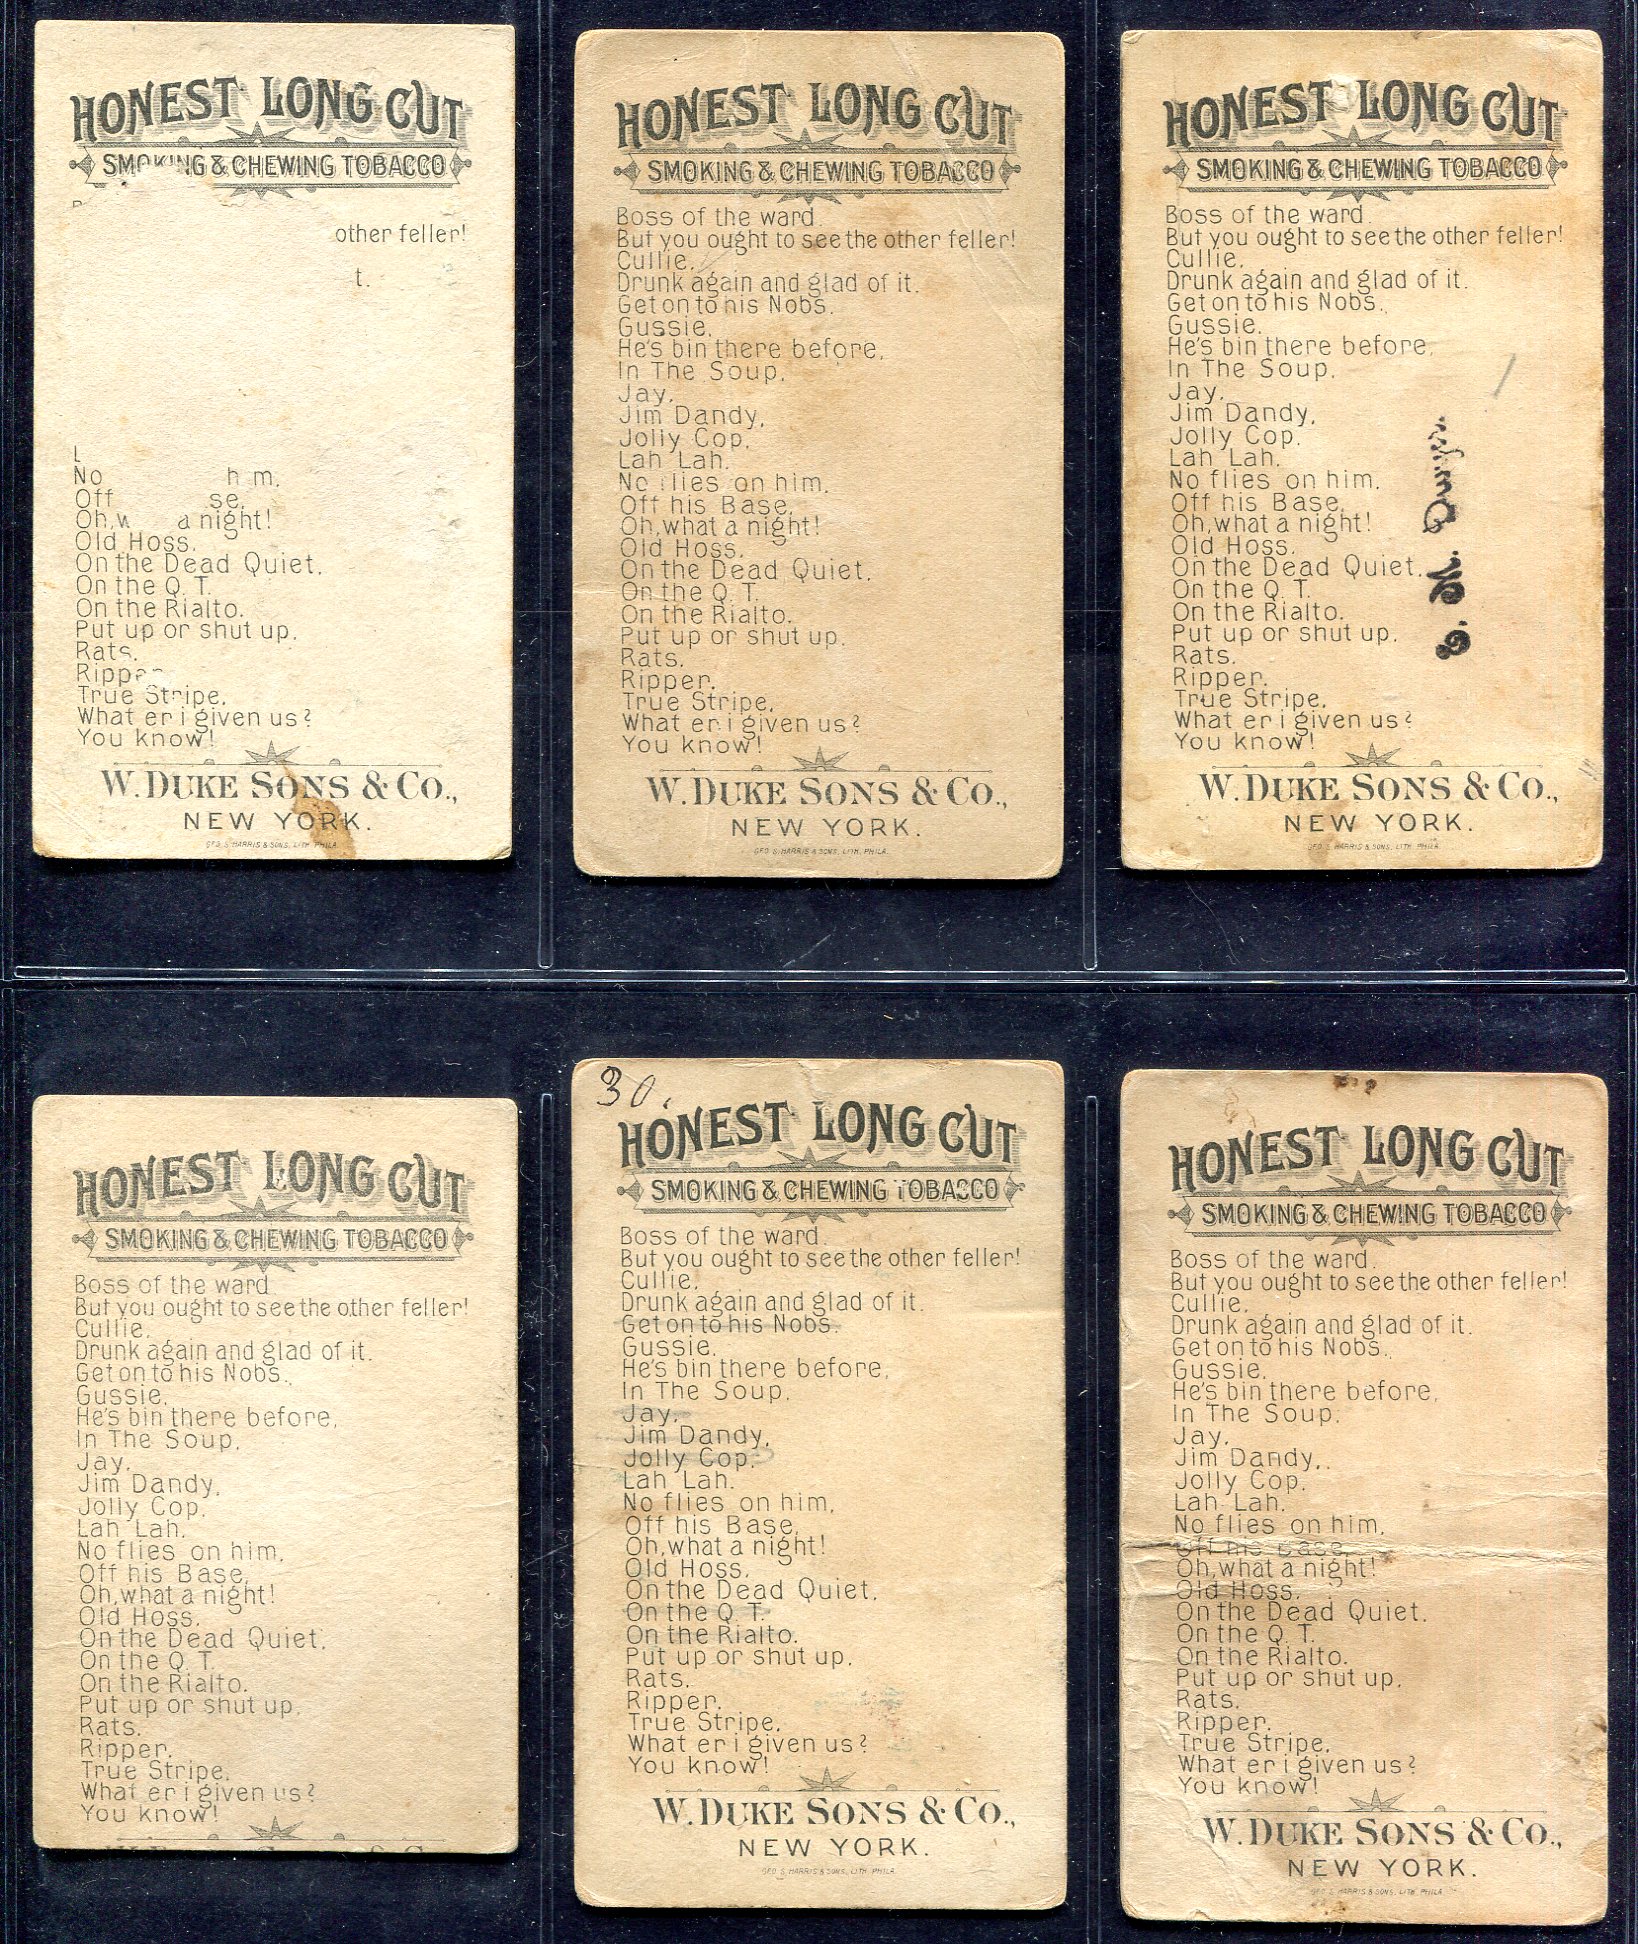 HONEST LONG CUT
SMOKING & CHEWING TOBACCO
other feller!
t.
L
No h m.
Off se.
Oh, w a night!
Old Hoss.
On the Dead Quiet.
On the Q. T.
On the Rialto.
Put up or shut up.
Rats.
Ripper
True Stripe.
What er i given us?
You know!
W. DUKE SONS & CO.,
NEW YORK.
GEO. S. HARRIS & SONS, LITH. PHILA.
HONEST LONG CUT
SMOKING & CHEWING TOBACCO
Boss of the ward.
But you ought to see the other feller!
Cullie.
Drunk again and glad of it.
Get on to his Nobs.
Gussie.
He's bin there before.
In The Soup.
Jay.
Jim Dandy.
Jolly Cop.
Lah Lah.
No flies on him.
Off his Base.
Oh, what a night!
Old Hoss.
On the Dead Quiet.
On the Q. T.
On the Rialto.
Put up or shut up.
Rats.
Ripper.
True Stripe.
What er i given us?
You know!
W. DUKE SONS & CO.,
NEW YORK.
GEO. S. HARRIS & SONS, LITH. PHILA.
HONEST LONG CUT
SMOKING & CHEWING TOBACCO
Boss of the ward.
But you ought to see the other feller!
Cullie.
Drunk again and glad of it.
Get on to his Nobs.
Gussie.
He's bin there before.
In The Soup.
Jay.
Jim Dandy.
Jolly Cop.
Lah Lah.
No flies on him.
Off his Base.
Oh, what a night!
Old Hoss.
On the Dead Quiet.
On the Q. T.
On the Rialto.
Put up or shut up.
Rats.
Ripper.
True Stripe.
What er i given us?
You know!
W. DUKE SONS & CO.,
NEW YORK.
GEO. S. HARRIS & SONS, LITH. PHILA.
HONEST LONG CUT
SMOKING & CHEWING TOBACCO
Boss of the ward.
But you ought to see the other feller!
Cullie.
Drunk again and glad of it.
Get on to his Nobs.
Gussie.
He's bin there before.
In The Soup.
Jay.
Jim Dandy.
Jolly Cop.
Lah Lah.
No flies on him.
Off his Base.
Oh, what a night!
Old Hoss.
On the Dead Quiet.
On the Q. T.
On the Rialto.
Put up or shut up.
Rats.
Ripper.
True Stripe.
What er i given us?
You know!
30.
HONEST LONG CUT
SMOKING & CHEWING TOBACCO
Boss of the ward.
But you ought to see the other feller!
Cullie.
Drunk again and glad of it.
Get on to his Nobs.
Gussie.
He's bin there before.
In The Soup.
Jay.
Jim Dandy.
Jolly Cop.
Lah Lah.
No flies on him.
Off his Base.
Oh, what a night!
Old Hoss.
On the Dead Quiet.
On the Q. T.
On the Rialto.
Put up or shut up.
Rats.
Ripper.
True Stripe.
What er i given us?
You know!
W. DUKE SONS & CO.,
NEW YORK.
GEO. S. HARRIS & SONS, LITH. PHILA.
HONEST LONG CUT
SMOKING & CHEWING TOBACCO
Boss of the ward.
But you ought to see the other feller!
Cullie.
Drunk again and glad of it.
Get on to his Nobs.
Gussie.
He's bin there before.
In The Soup.
Jay.
Jim Dandy.
Jolly Cop.
Lah Lah.
No flies on him.
Off his Base.
Oh, what a night!
Old Hoss.
On the Dead Quiet.
On the Q. T.
On the Rialto.
Put up or shut up.
Rats.
Ripper.
True Stripe.
What er i given us?
You know!
W. DUKE SONS & CO.,
NEW YORK.
GEO. S. HARRIS & SONS, LITH. PHILA.